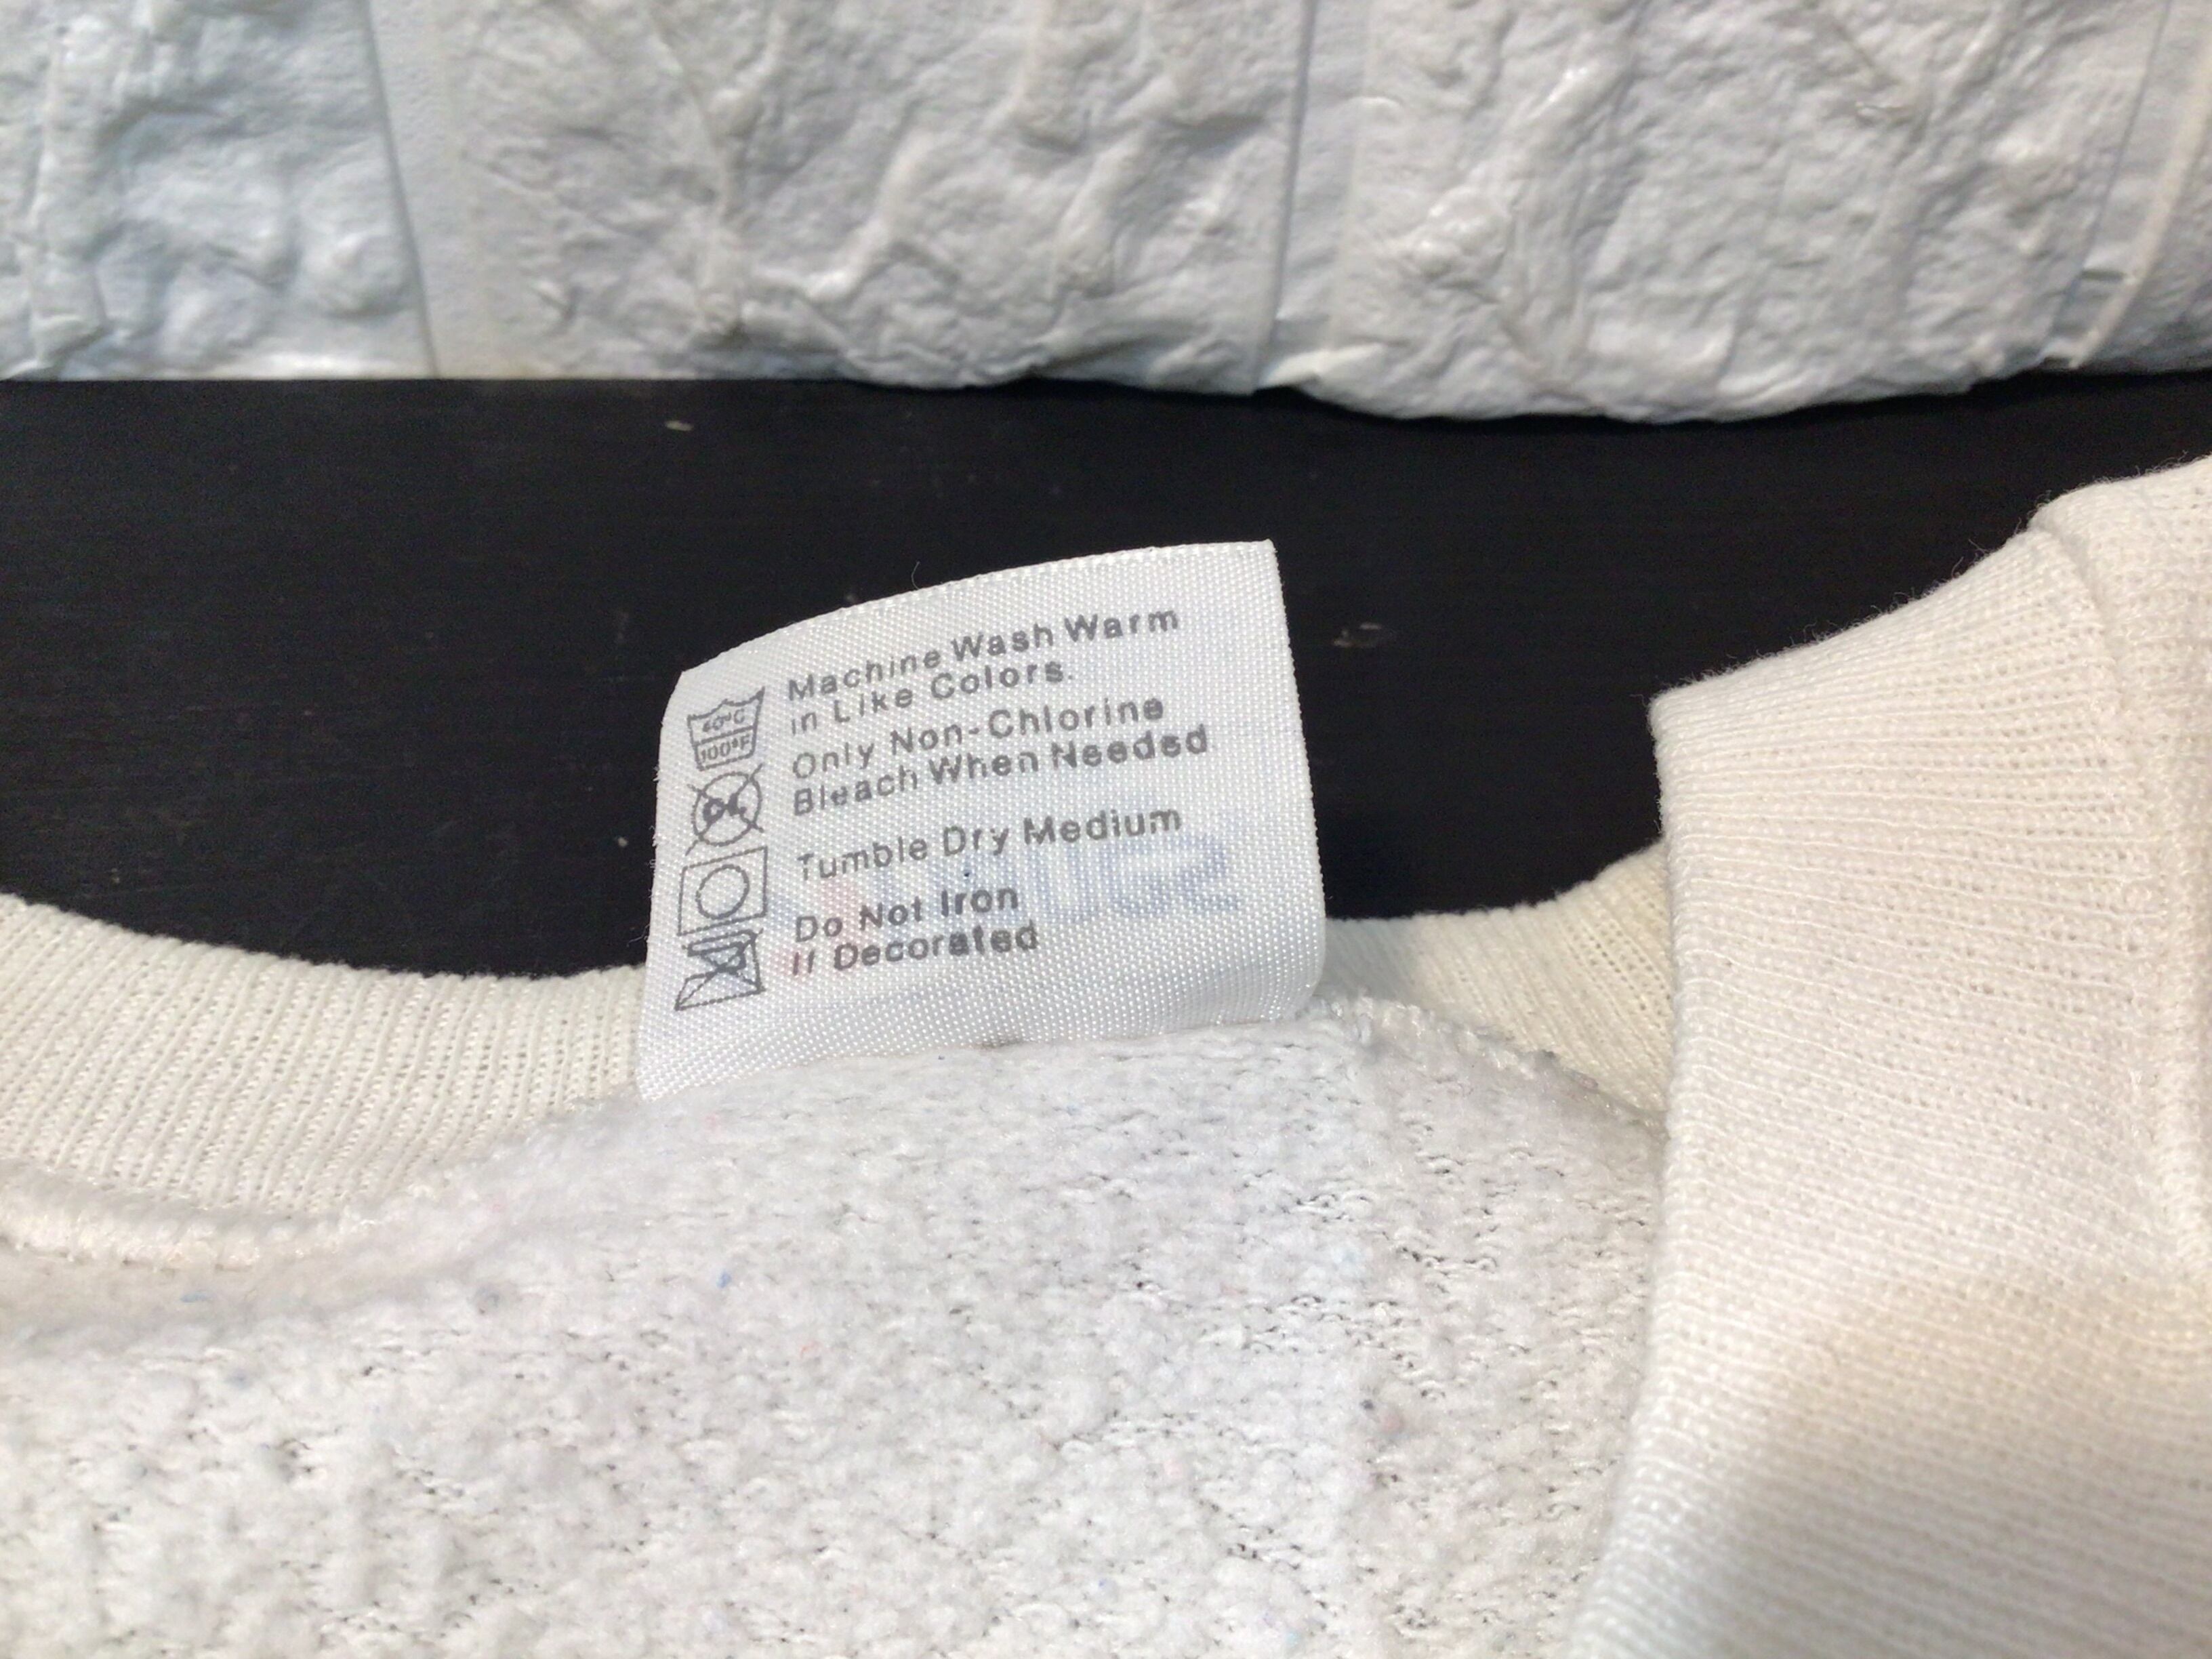 Machine Wash Warm
in Like Colors.
40°C
100°F
Only Non-Chlorine
Bleach When Needed
CL
Tumble Dry Medium
Do Not Iron
If Decorated